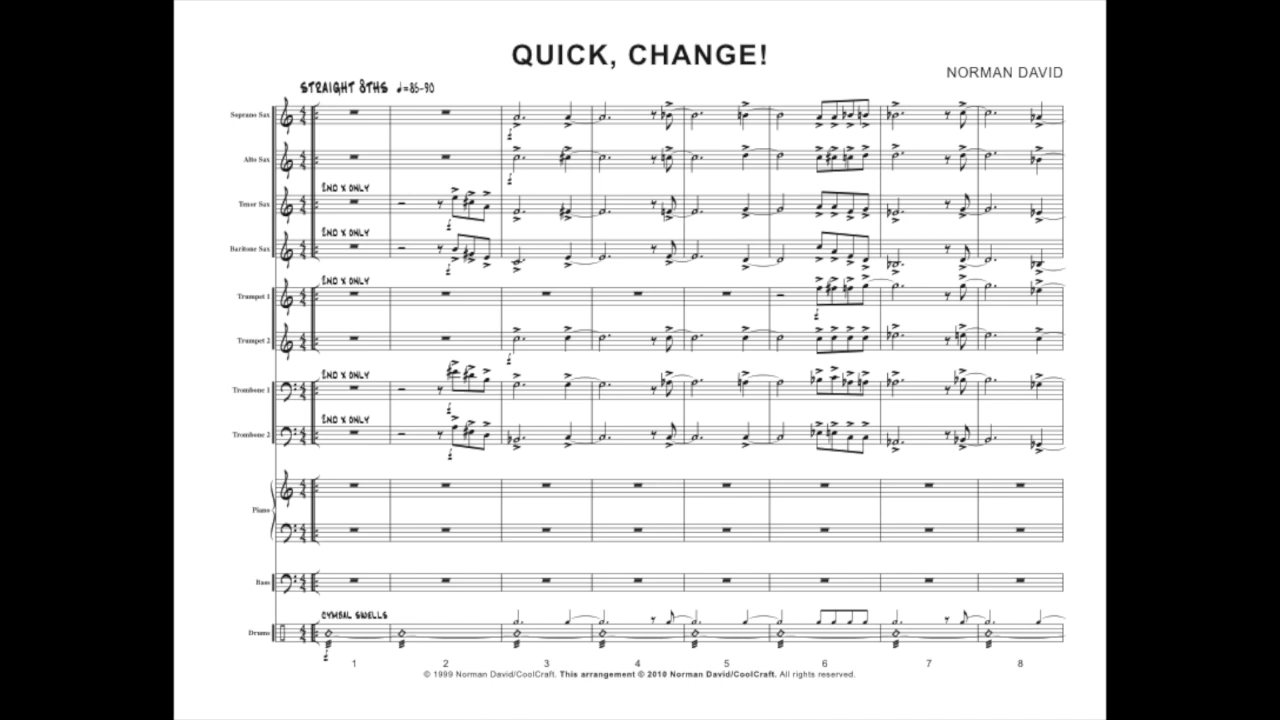 QUICK, CHANGE!
NORMAN DAVID
STRAIGHT 8THS ♩=85-90
Soprano Sax
Alto Sax
2ND X ONLY
Tenor Sax
2ND X ONLY
Baritone Sax
2ND X ONLY
Trumpet 1
Trumpet 2
2ND X ONLY
Trombone 1
2ND X ONLY
Trombone 2
Piano
Bass
CYMBAL SWELLS
Drums
1 2 3 4 5 6 7 8
© 1999 Norman David/CoolCraft. This arrangement © 2010 Norman David/CoolCraft. All rights reserved.